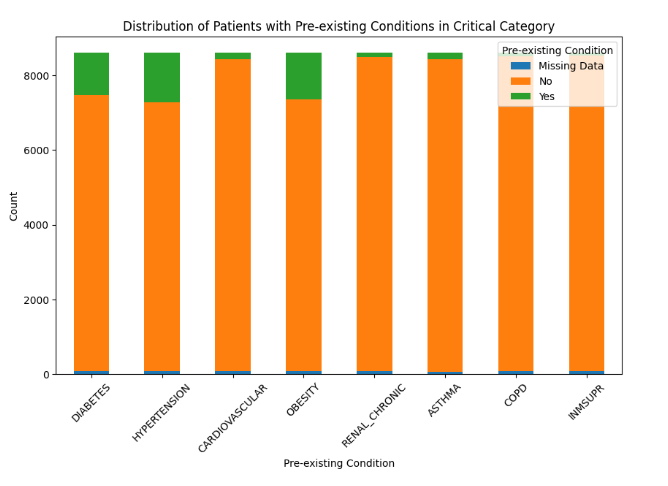 Distribution of Patients with Pre-existing Conditions in Critical Category
Pre-existing Condition
Missing Data
No
Yes
Count
8000
6000
4000
2000
0
DIABETES
HYPERTENSION
CARDIOVASCULAR
OBESITY
RENAL_CHRONIC
ASTHMA
COPD
INMSUPR
Pre-existing Condition